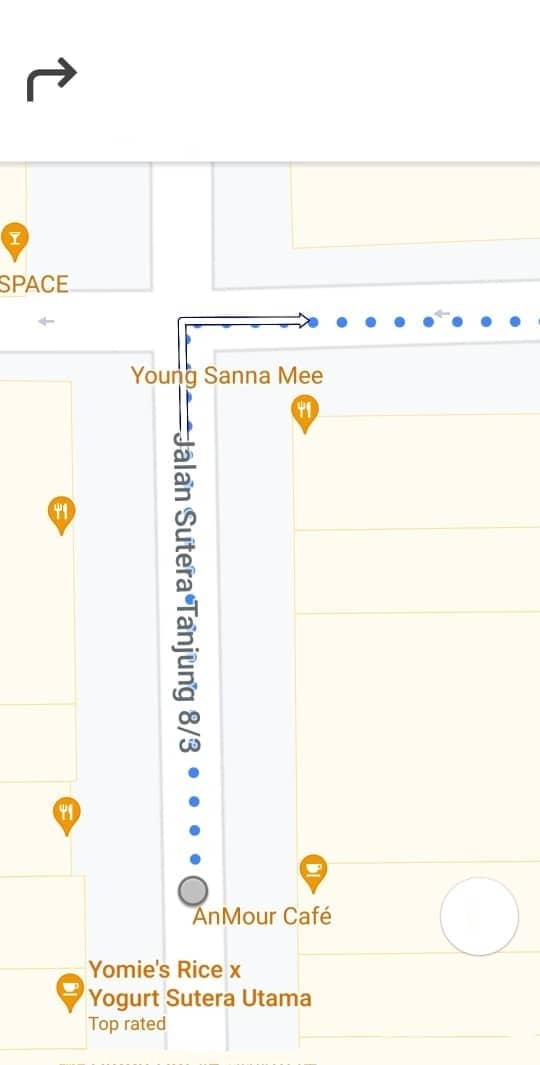 SPACE
Young Sanna Mee
Jalan Sutera Tanjung 8/3
AnMour Café
Yomie's Rice x
Yogurt Sutera Utama
Top rated